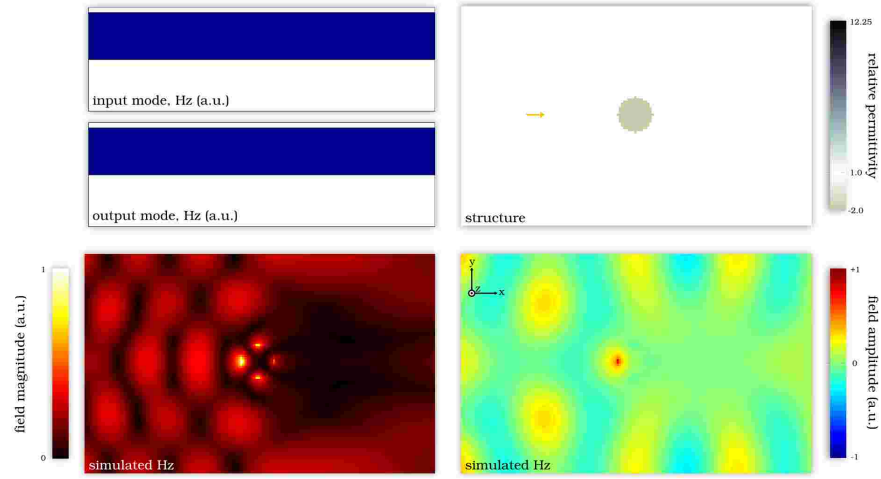 input mode, Hz (a.u.)
output mode, Hz (a.u.)
structure
12.25
1.0
-2.0
relative permittivity
1
0
field magnitude (a.u.)
simulated Hz
y
z
x
simulated Hz
+1
0
-1
field amplitude (a.u.)